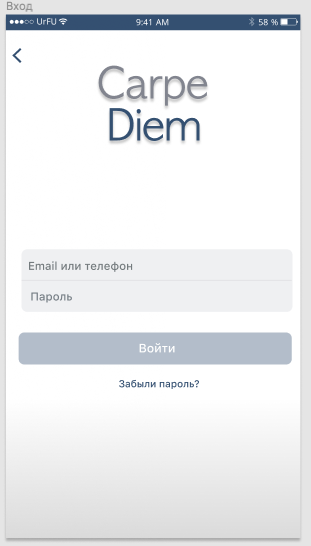 Вход
UrFU 9:41 AM 58 %
Carpe
Diem
Email или телефон
Пароль
Войти
Забыли пароль?